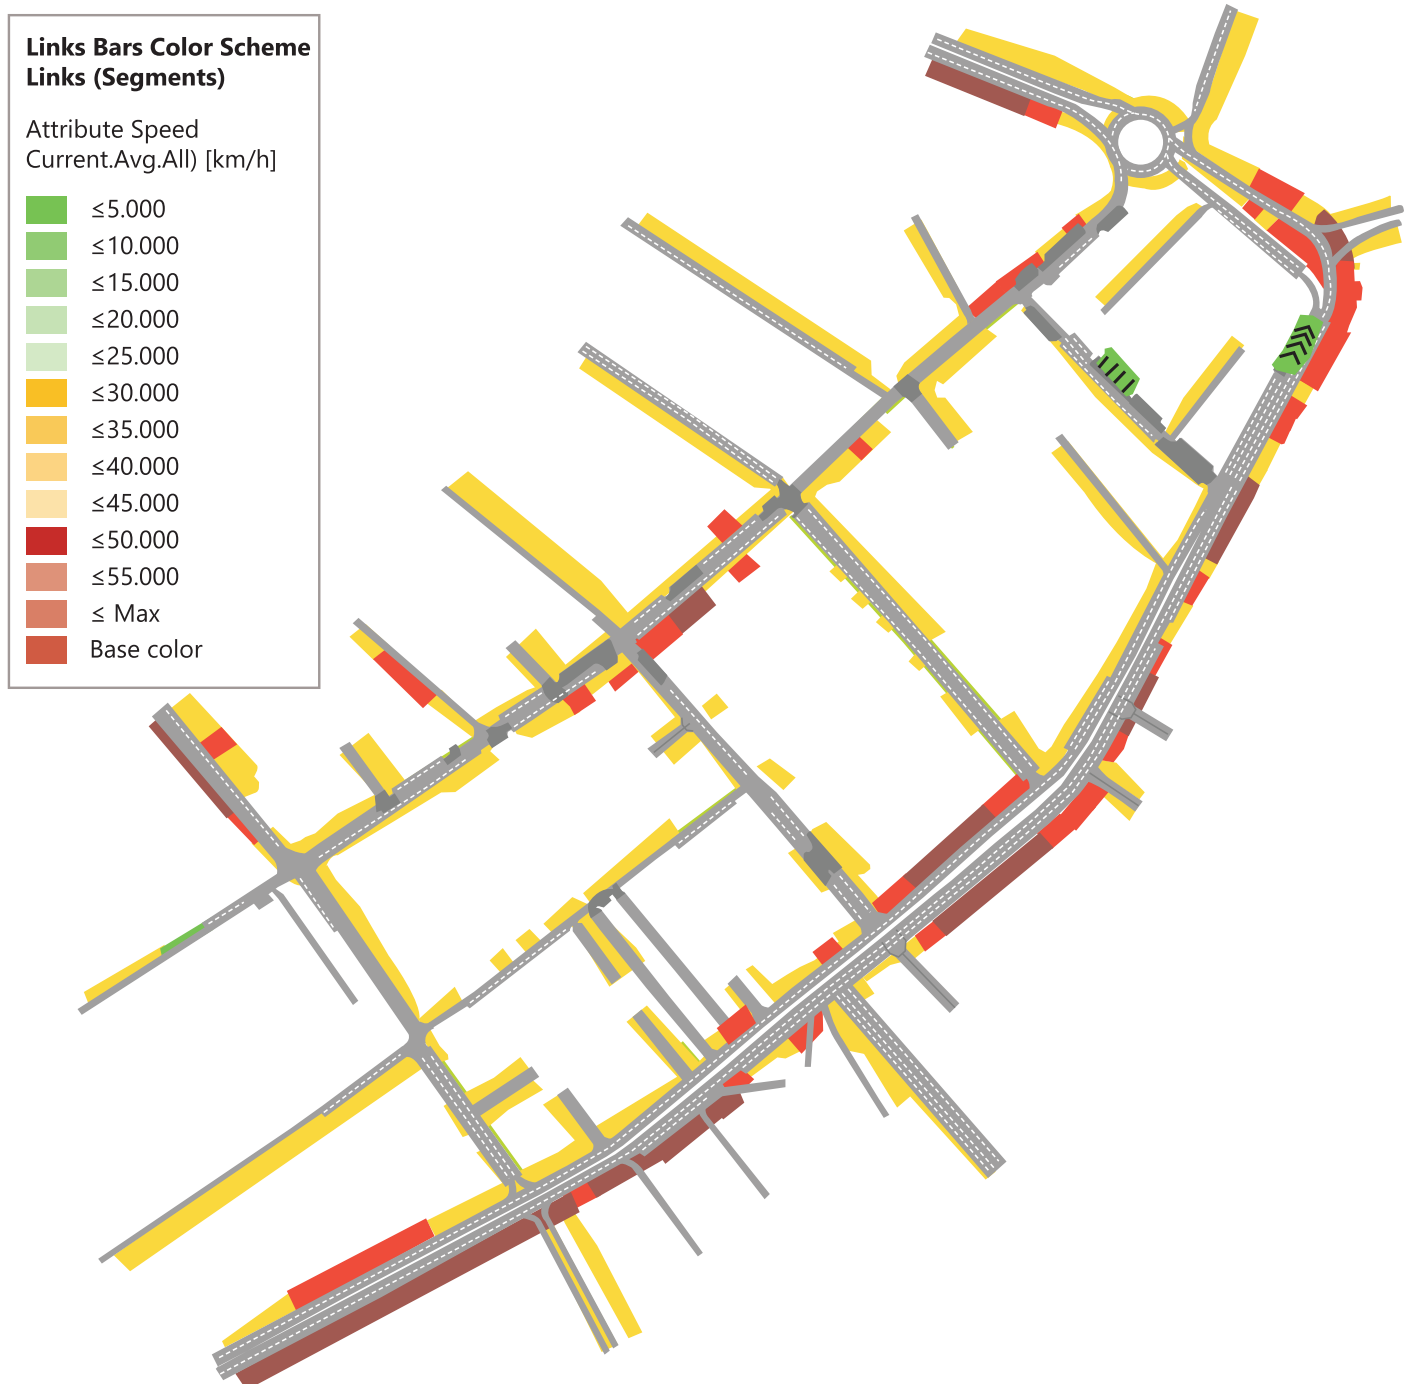 Links Bars Color Scheme
Links (Segments)
Attribute Speed
Current.Avg.All) [km/h]
≤5.000
≤10.000
≤15.000
≤20.000
≤25.000
≤30.000
≤35.000
≤40.000
≤45.000
≤50.000
≤55.000
≤ Max
Base color